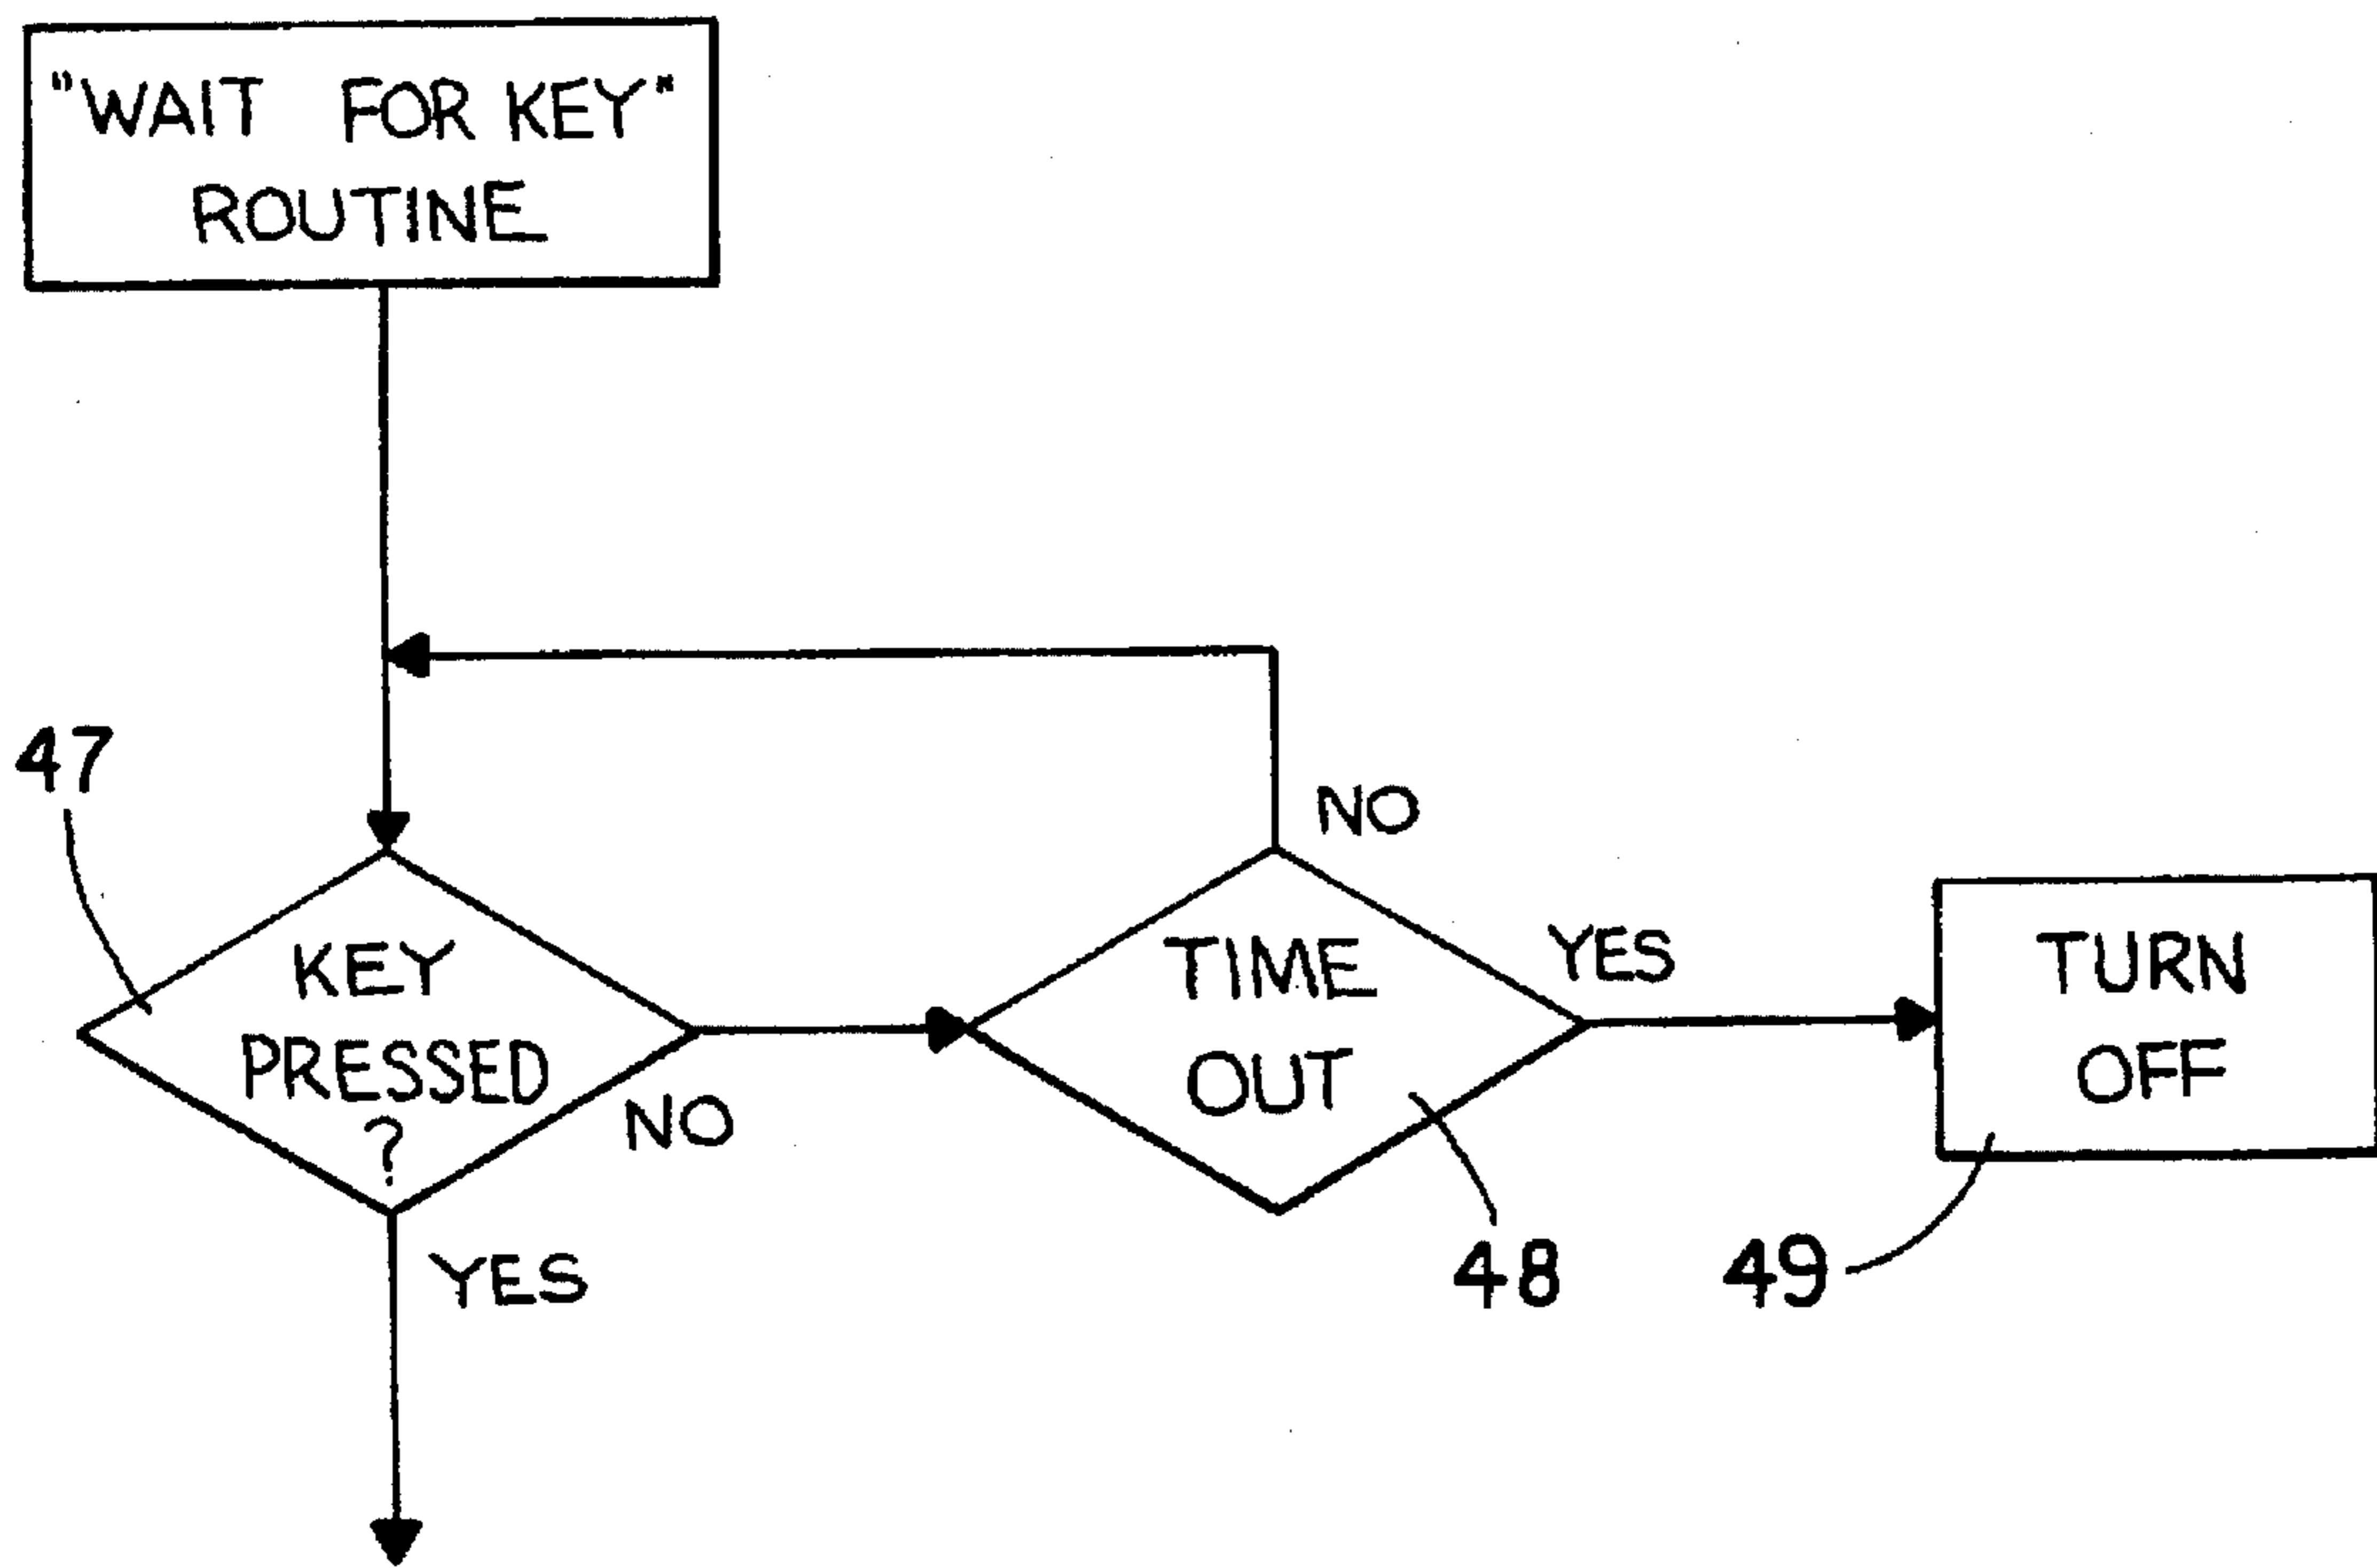 "WAIT FOR KEY"
ROUTINE
47
KEY
PRESSED
?
NO
YES
TIME
OUT
NO
YES
48
TURN
OFF
49